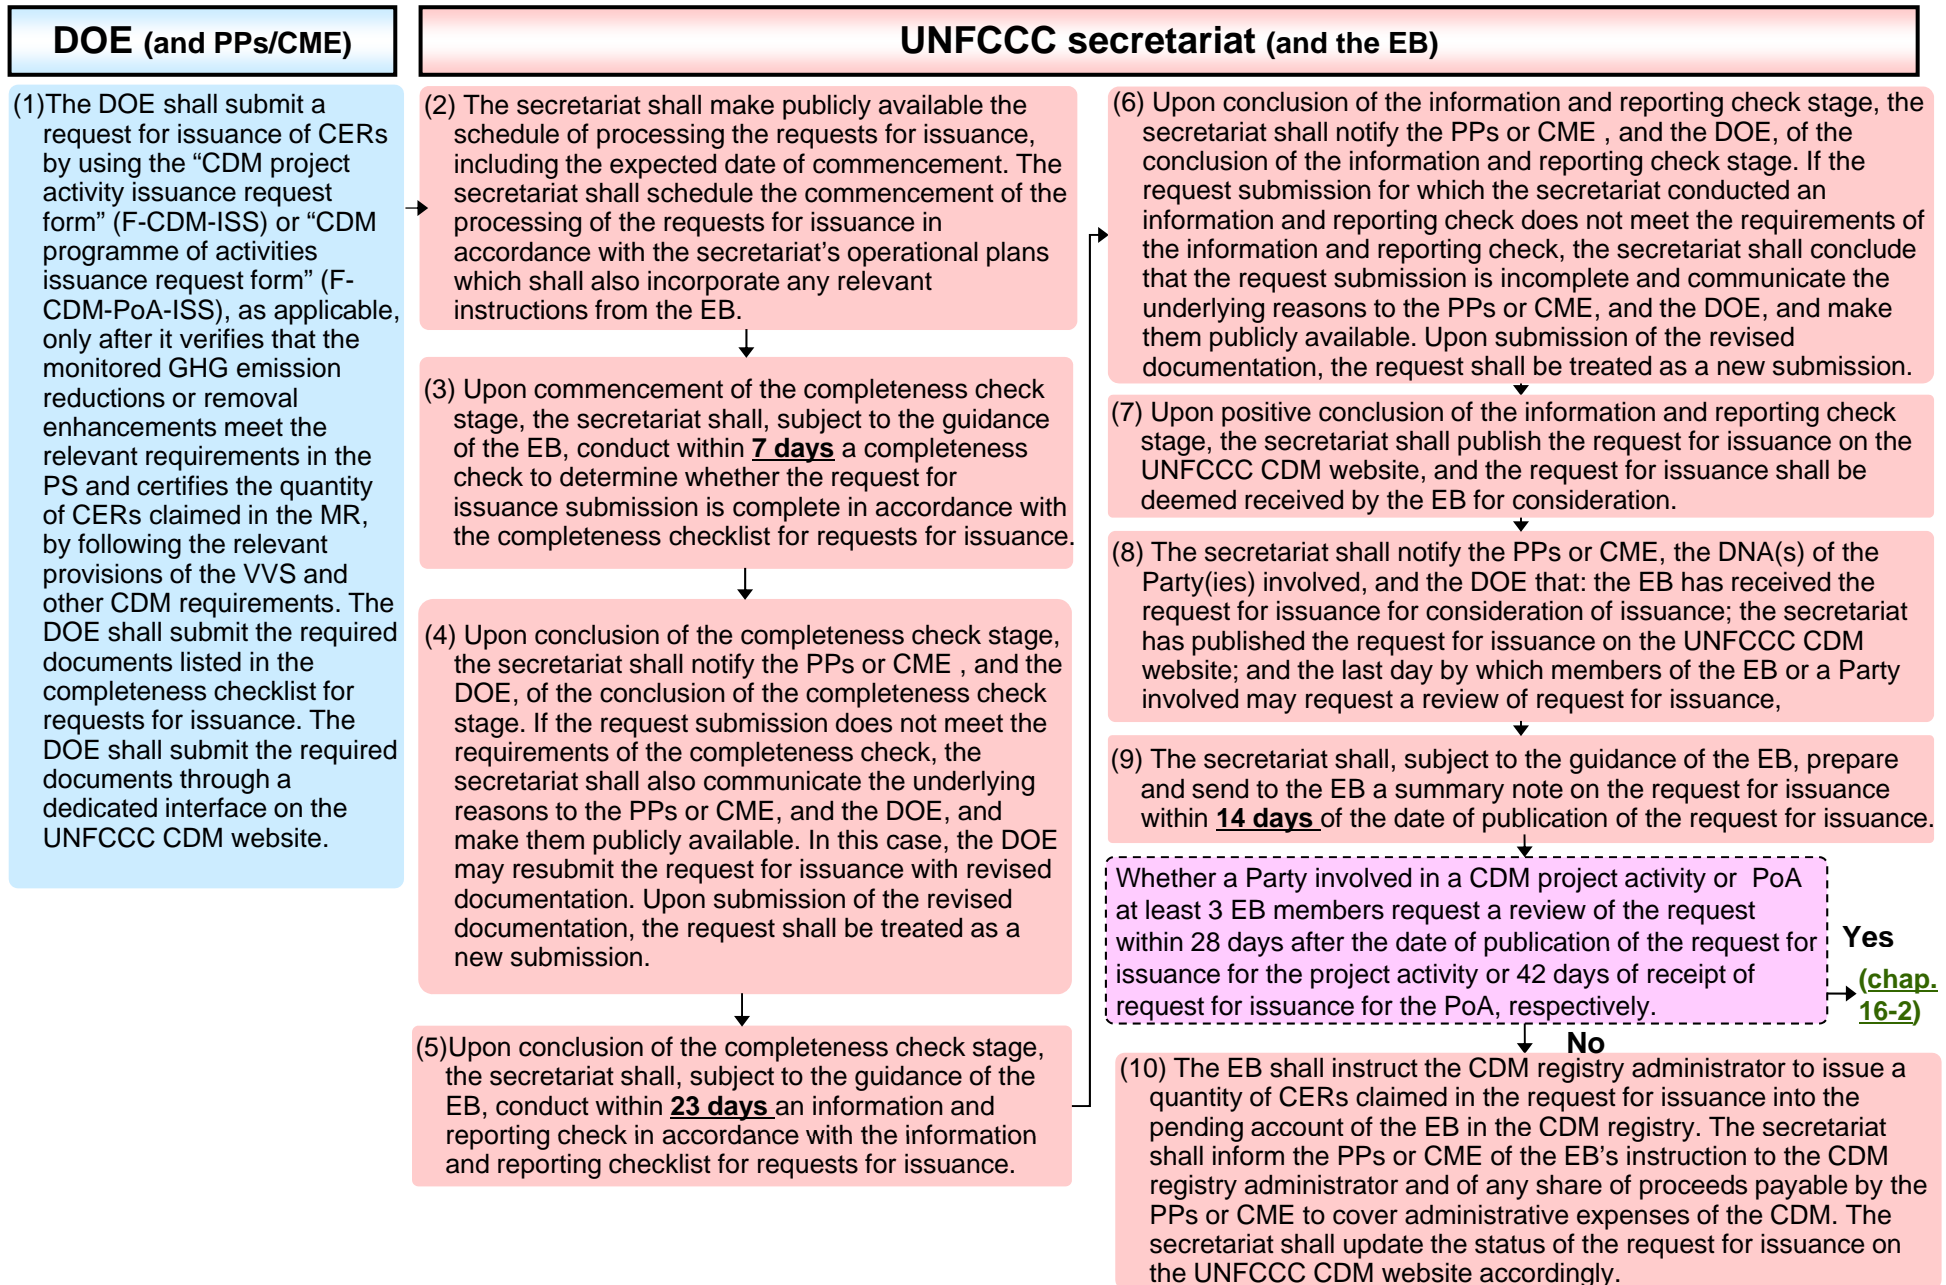 DOE (and PPs/CME)
UNFCCC secretariat (and the EB)
(1)The DOE shall submit a
request for issuance of CERs
by using the “CDM project
activity issuance request
form” (F-CDM-ISS) or “CDM
programme of activities
issuance request form” (F-
CDM-PoA-ISS), as applicable,
only after it verifies that the
monitored GHG emission
reductions or removal
enhancements meet the
relevant requirements in the
PS and certifies the quantity
of CERs claimed in the MR,
by following the relevant
provisions of the VVS and
other CDM requirements. The
DOE shall submit the required
documents listed in the
completeness checklist for
requests for issuance. The
DOE shall submit the required
documents through a
dedicated interface on the
UNFCCC CDM website.
(2) The secretariat shall make publicly available the
schedule of processing the requests for issuance,
including the expected date of commencement. The
secretariat shall schedule the commencement of the
processing of the requests for issuance in
accordance with the secretariat’s operational plans
which shall also incorporate any relevant
instructions from the EB.
(3) Upon commencement of the completeness check
stage, the secretariat shall, subject to the guidance
of the EB, conduct within 7 days a completeness
check to determine whether the request for
issuance submission is complete in accordance with
the completeness checklist for requests for issuance.
(4) Upon conclusion of the completeness check stage,
the secretariat shall notify the PPs or CME , and the
DOE, of the conclusion of the completeness check
stage. If the request submission does not meet the
requirements of the completeness check, the
secretariat shall also communicate the underlying
reasons to the PPs or CME, and the DOE, and
make them publicly available. In this case, the DOE
may resubmit the request for issuance with revised
documentation. Upon submission of the revised
documentation, the request shall be treated as a
new submission.
(5)Upon conclusion of the completeness check stage,
the secretariat shall, subject to the guidance of the
EB, conduct within 23 days an information and
reporting check in accordance with the information
and reporting checklist for requests for issuance.
(6) Upon conclusion of the information and reporting check stage, the
secretariat shall notify the PPs or CME , and the DOE, of the
conclusion of the information and reporting check stage. If the
request submission for which the secretariat conducted an
information and reporting check does not meet the requirements of
the information and reporting check, the secretariat shall conclude
that the request submission is incomplete and communicate the
underlying reasons to the PPs or CME, and the DOE, and make
them publicly available. Upon submission of the revised
documentation, the request shall be treated as a new submission.
(7) Upon positive conclusion of the information and reporting check
stage, the secretariat shall publish the request for issuance on the
UNFCCC CDM website, and the request for issuance shall be
deemed received by the EB for consideration.
(8) The secretariat shall notify the PPs or CME, the DNA(s) of the
Party(ies) involved, and the DOE that: the EB has received the
request for issuance for consideration of issuance; the secretariat
has published the request for issuance on the UNFCCC CDM
website; and the last day by which members of the EB or a Party
involved may request a review of request for issuance,
(9) The secretariat shall, subject to the guidance of the EB, prepare
and send to the EB a summary note on the request for issuance
within 14 days of the date of publication of the request for issuance.
Whether a Party involved in a CDM project activity or  PoA
at least 3 EB members request a review of the request
within 28 days after the date of publication of the request for
issuance for the project activity or 42 days of receipt of
request for issuance for the PoA, respectively.
Yes
(chap.
16-2)
No
(10) The EB shall instruct the CDM registry administrator to issue a
quantity of CERs claimed in the request for issuance into the
pending account of the EB in the CDM registry. The secretariat
shall inform the PPs or CME of the EB’s instruction to the CDM
registry administrator and of any share of proceeds payable by the
PPs or CME to cover administrative expenses of the CDM. The
secretariat shall update the status of the request for issuance on
the UNFCCC CDM website accordingly.